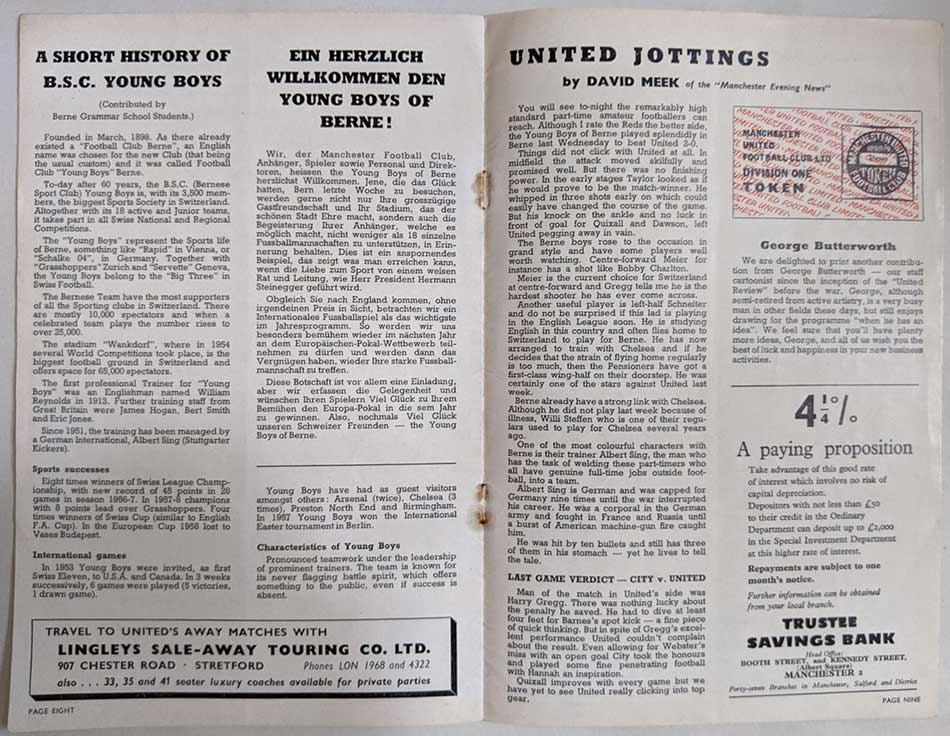 A SHORT HISTORY OF
B.S.C. YOUNG BOYS
(Contributed by
Berne Grammar School Students.)
Founded in March, 1898. As there already
existed a "Football Club Berne", an English
name was chosen for the new Club (that being
the usual custom) and it was called Football
Club "Young Boys" Berne.
To-day after 60 years, the B.S.C. (Bernese
Sport Club) Young Boys is, with its 3,500 mem-
bers, the biggest Sports Society in Switzerland.
Altogether with its 18 active and Junior teams,
it takes part in all Swiss National and Regional
Competitions.
The "Young Boys" represent the Sports life
of Berne, something like "Rapid" in Vienna, or
"Schalke 04", in Germany. Together with
"Grasshoppers" Zurich and "Servette" Geneva,
the Young Boys belong to the "Big Three" in
Swiss Football.
The Bernese Team have the most supporters
of all the Sporting clubs in Switzerland. There
are mostly 10,000 spectators and when a
celebrated team plays the number rises to
over 25,000.
The stadium "Wankdorf", where in 1954
several World Competitions took place, is the
biggest football ground in Switzerland and
offers space for 65,000 spectators.
The first professional Trainer for "Young
Boys" was an Englishman named William
Reynolds in 1913. Further training staff from
Great Britain were James Hogan, Bert Smith
and Eric Jones.
Since 1951, the training has been managed by
a German International, Albert Sing (Stuttgarter
Kickers).
Sports successes
Eight times winners of Swiss League Champ-
ionship, with new record of 45 points in 26
games in season 1956-7. In 1957-8 champions
with 8 points lead over Grasshoppers. Four
times winners of Swiss Cup (similar to English
F.A. Cup). In the European Cup 1958 lost to
Vases Budapest.
International games
In 1953 Young Boys were invited, as first
Swiss Eleven, to U.S.A. and Canada. In 3 weeks
successively, 6 games were played (5 victories,
1 drawn game).
EIN HERZLICH
WILLKOMMEN DEN
YOUNG BOYS OF
BERNE!
Wir, der Manchester Football Club,
Anhänger, Spieler sowie Personal und Direk-
toren, heissen the Young Boys of Berne
herzlichst Willkommen. Jene, die das Glück
hatten, Bern letzte Woche zu besuchen,
werden gerne nicht nur Ihre grosszügige
Gastfreundschaft und Ihr Stadium, das der
schönen Stadt Ehre macht, sondern auch die
Begeisterung Ihrer Anhänger, welche es
möglich macht, nicht weniger als 18 einzelne
Fussballmannschaften zu unterstützen, in Erin-
nerung behalten. Dies ist ein anspornendes
Beispiel, das zeigt was man erreichen kann,
wenn die Liebe zum Sport von einem weisen
Rat und Leitung, wie Herr President Hermann
Steinegger geführt wird.
Obgleich Sie nach England kommen, ohne
irgendeinen Preis in Sicht, betrachten wir ein
Internationales Fussballspiel als das wichtigste
im Jahresprogramm. So werden wir uns
besonders bemühem wieder im nächsten Jahr
an dem Europäischen-Pokal-Wettbewerb teil-
nehmen zu dürfen und werden dann das
Vergnügen haben, wieder Ihre starke Fussball-
mannschaft zu treffen.
Diese Botschaft ist vor allem eine Einladung,
aber wir erfassen die Gelegenheit und
wünschen Ihren Spielern Viel Glück zu Ihrem
Bemühen den Europa-Pokal in die sem Jahr
zu gewinnen. Also, nochmals Viel Glück
unseren Schweizer Freunden — the Young
Boys of Berne.
Young Boys have had as guest visitors
amongst others: Arsenal (twice), Chelsea (3
times), Preston North End and Birmingham.
In 1957 Young Boys won the International
Easter tournament in Berlin.
Characteristics of Young Boys
Pronounced teamwork under the leadership
of prominent trainers. The team is known for
its never flagging battle spirit, which offers
something to the public, even if success is
absent.
TRAVEL TO UNITED'S AWAY MATCHES WITH
LINGLEYS SALE-AWAY TOURING CO. LTD.
907 CHESTER ROAD · STRETFORD Phones LON 1968 and 4322
also . . . 33, 35 and 41 seater luxury coaches available for private parties
PAGE EIGHT
UNITED JOTTINGS
by DAVID MEEK of the "Manchester Evening News"
You will see to-night the remarkably high
standard part-time amateur footballers can
reach. Although I rate the Reds the better side,
the Young Boys of Berne played splendidly in
Berne last Wednesday to beat United 2-0.
Things did not click with United at all. In
midfield the attack moved skilfully and
promised well. But there was no finishing
power. In the early stages Taylor looked as if
he would prove to be the match-winner. He
whipped in three shots early on which could
easily have changed the course of the game.
But his knock on the ankle and no luck in
front of goal for Quixall and Dawson, left
United pegging away in vain.
The Berne boys rose to the occasion in
grand style and have some players well
worth watching. Centre-forward Meier for
instance has a shot like Bobby Charlton.
Meier is the current choice for Switzerland
at centre-forward and Gregg tells me he is the
hardest shooter he has ever come across.
Another useful player is left-half Schneiter
and do not be surprised if this lad is playing
in the English League soon. He is studying
English in this country and often flies home to
Switzerland to play for Berne. He has now
arranged to train with Chelsea and if he
decides that the strain of flying home regularly
is too much, then the Pensioners have got a
first-class wing-half on their doorstep. He was
certainly one of the stars against United last
week.
Berne already have a strong link with Chelsea.
Although he did not play last week because of
illness, Willi Steffen who is one of their regu-
lars used to play for Chelsea several years
ago.
One of the most colourful characters with
Berne is their trainer Albert Sing, the man who
has the task of welding these part-timers who
all have genuine full-time jobs outside foot-
ball, into a team.
Albert Sing is German and was capped for
Germany nine times until the war interrupted
his career. He was a corporal in the German
army and fought in France and Russia until
a burst of American machine-gun fire caught
him.
He was hit by ten bullets and still has three
of them in his stomach — yet he lives to tell
the tale.
LAST GAME VERDICT — CITY v. UNITED
Man of the match in United's side was
Harry Gregg. There was nothing lucky about
the penalty he saved. He had to dive at least
four feet for Barnes's spot kick — a fine piece
of quick thinking. But in spite of Gregg's excel-
lent performance United couldn't complain
about the result. Even allowing for Webster's
miss with an open goal City took the honours
and played some fine penetrating football
with Hannah an inspiration.
Quixall improves with every game but we
have yet to see United really clicking into top
gear.
MANCHESTER
UNITED
FOOTBALL CLUB LTD
DIVISION ONE
TOKEN
MANCHESTER UNITED
TOKEN
FOOTBALL CLUB
George Butterworth
We are delighted to print another contribu-
tion from George Butterworth — our staff
cartoonist since the inception of the "United
Review" before the war. George, although
semi-retired from active artistry, is a very busy
man in other fields these days, but still enjoys
drawing for the programme "when he has an
idea". We feel sure that you'll have plenty
more ideas, George, and all of us wish you the
best of luck and happiness in your new business
activities.
4¼%
A paying proposition
Take advantage of this good rate
of interest which involves no risk of
capital depreciation.
Depositors with not less than £50
to their credit in the Ordinary
Department can deposit up to £2,000
in the Special Investment Department
at this higher rate of interest.
Repayments are subject to one
month's notice.
Further information can be obtained
from your local branch.
TRUSTEE
SAVINGS BANK
Head Office:
BOOTH STREET, and KENNEDY STREET,
(Albert Square)
MANCHESTER 2
Forty-seven Branches in Manchester, Salford and District
PAGE NINE